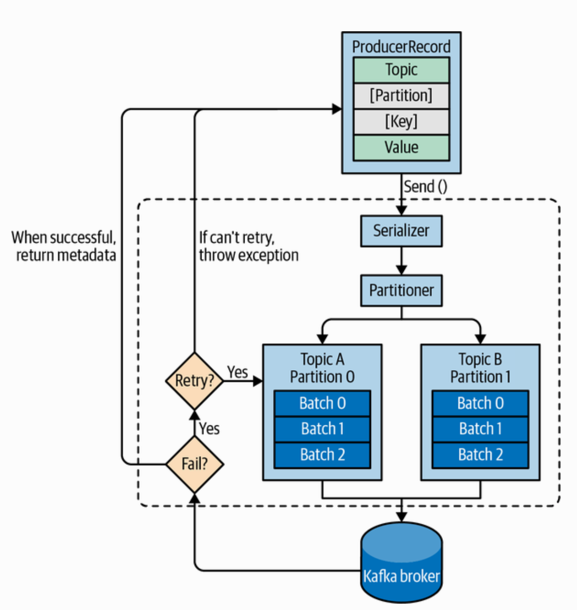 ProducerRecord
Topic
[Partition]
[Key]
Value
Send ()
Serializer
Partitioner
When successful,
return metadata
If can't retry,
throw exception
Topic A
Partition 0
Batch 0
Batch 1
Batch 2
Topic B
Partition 1
Batch 0
Batch 1
Batch 2
Retry?
Yes
Yes
Fail?
Kafka broker